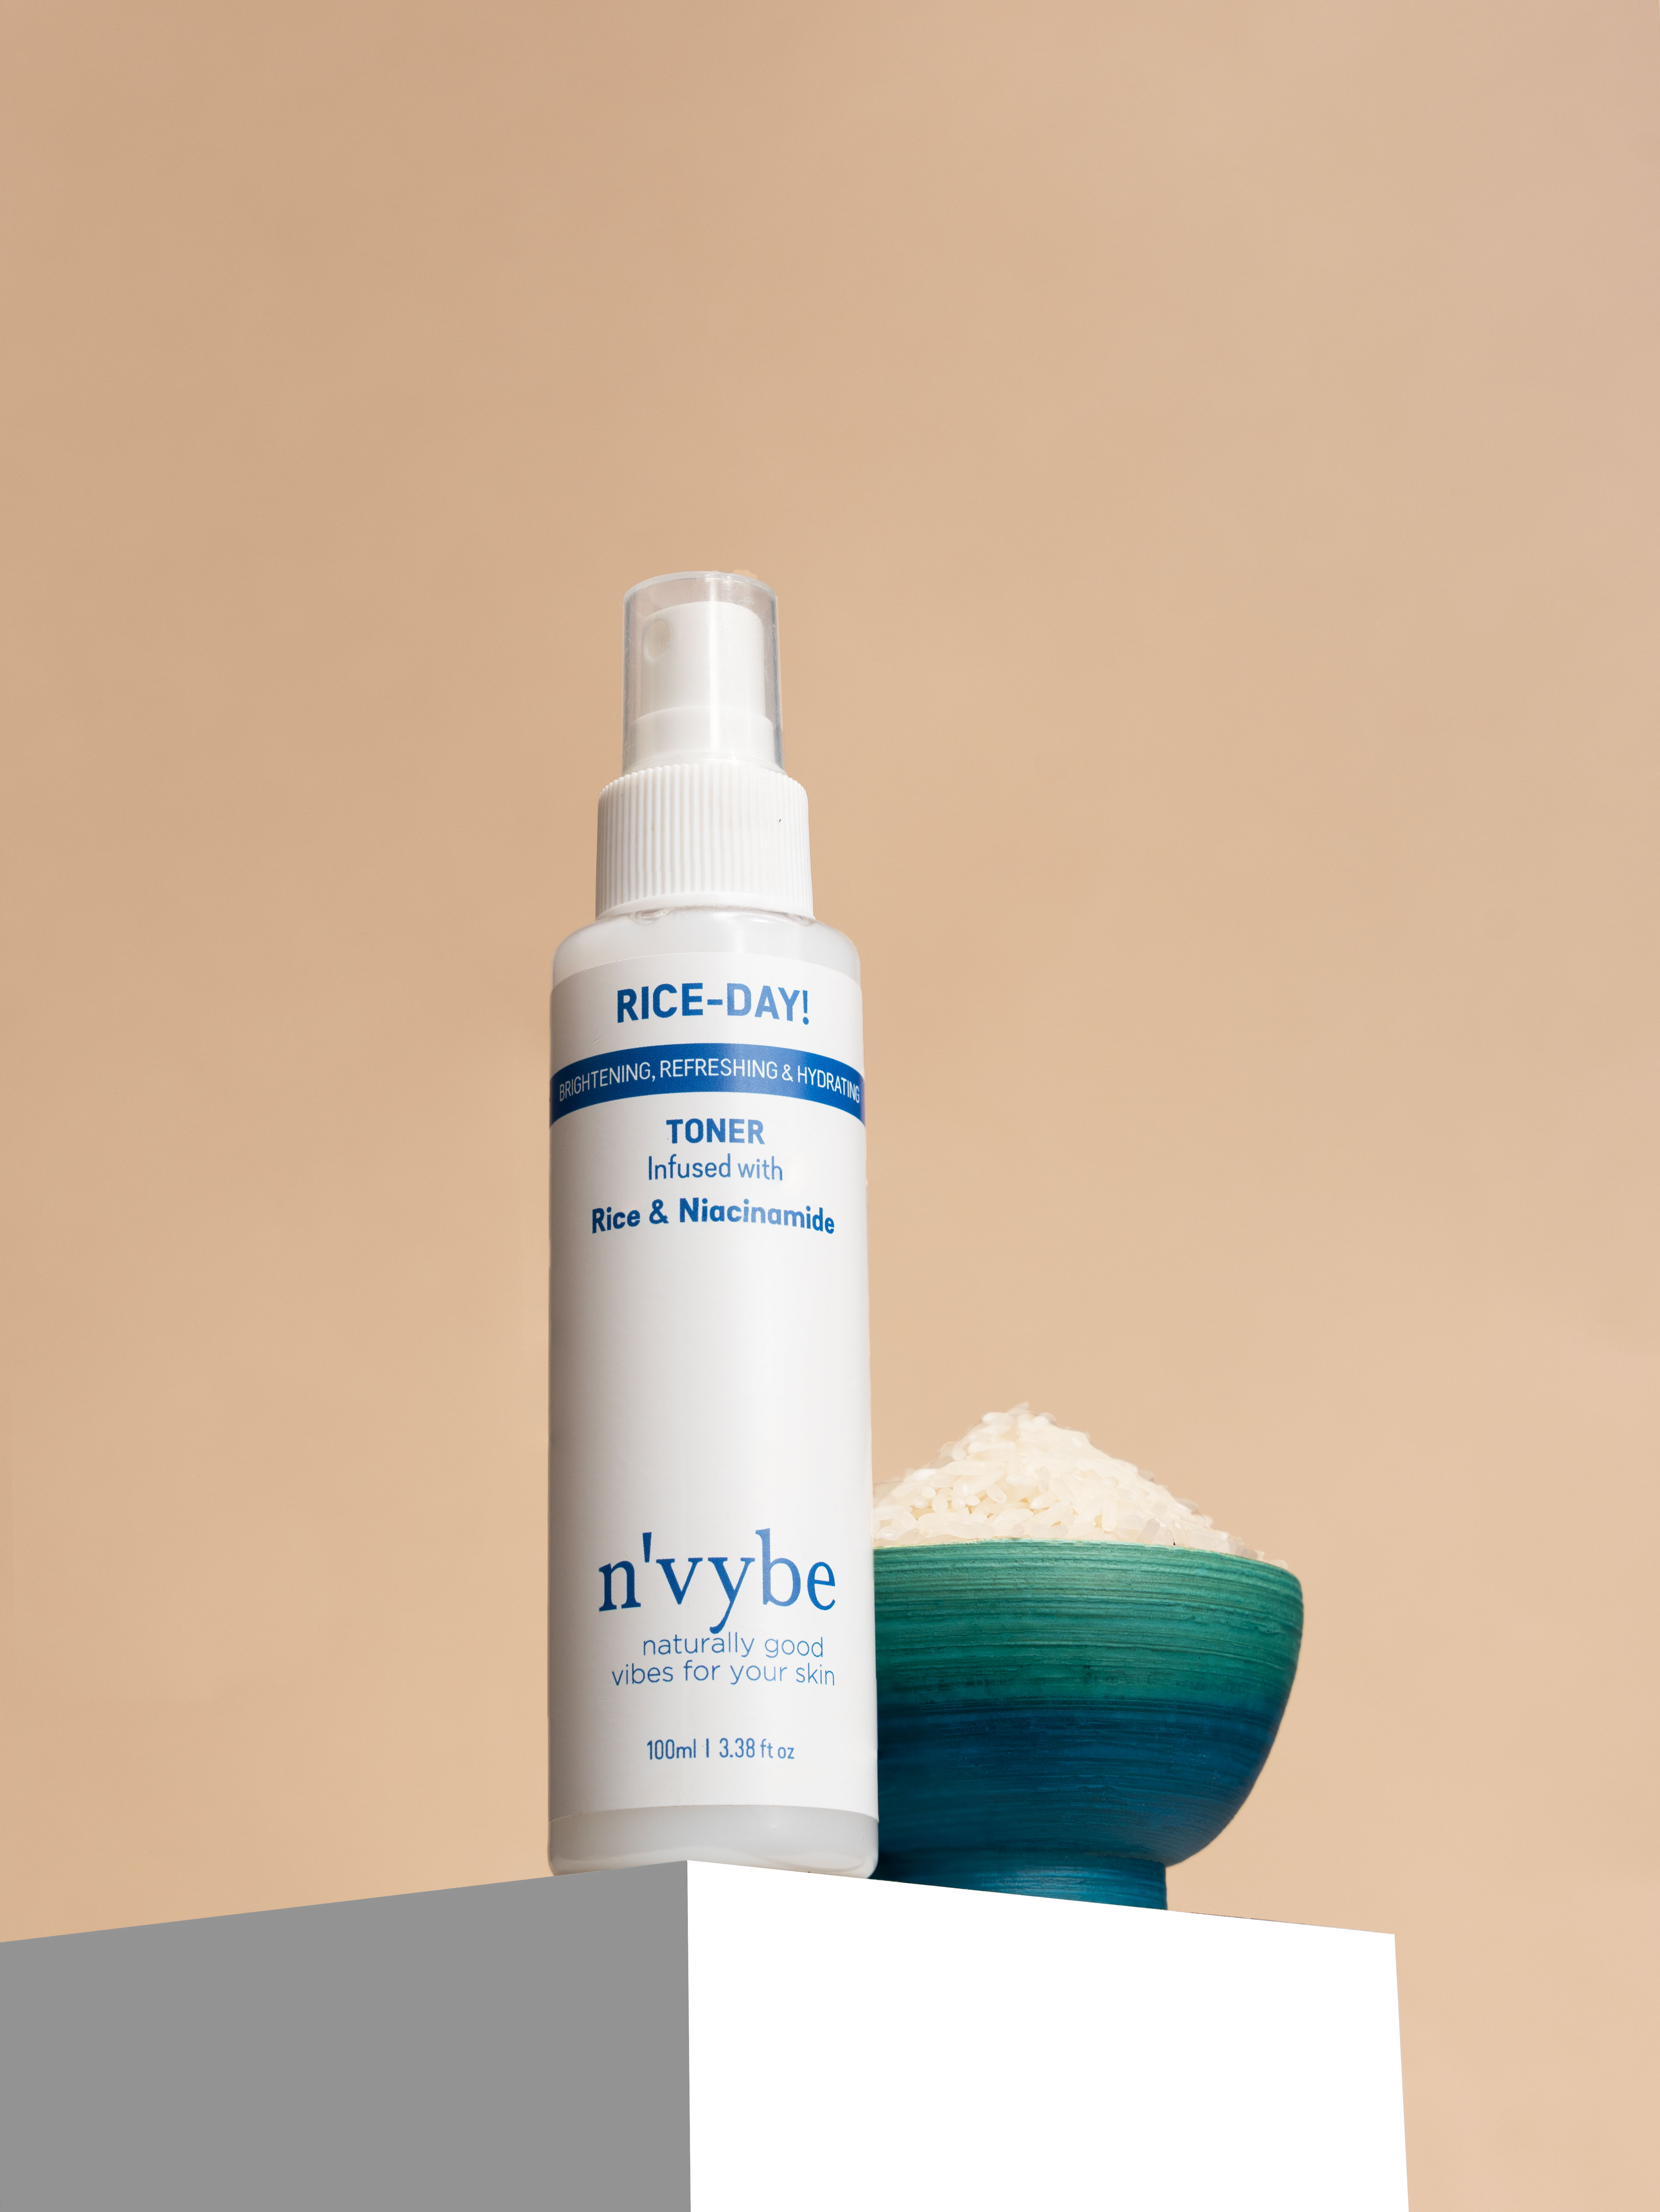 RICE-DAY!
BRIGHTENING, REFRESHING & HYDRATING
TONER
Infused with
Rice & Niacinamide
n'vybe
naturally good
vibes for your skin
100ml I 3.38 ft oz